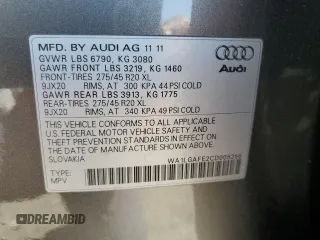 MFD. BY AUDI AG 11 11
GVWR LBS 6790, KG 3080
GAWR FRONT LBS 3219, KG 1460
FRONT-TIRES 275/45 R20 XL
9JX20 RIMS, AT 300 KPA 44 PSI COLD
GAWR REAR LBS 3913, KG 1775
REAR-TIRES 275/45 R20 XL
9JX20 RIMS, AT 340 KPA 49 PSI COLD
THIS VEHICLE CONFORMS TO ALL APPLICABLE
U.S. FEDERAL MOTOR VEHICLE SAFETY AND
THEFT PREVENTION STANDARDS IN EFFECT ON
THE DATE OF MANUFACTURE SHOWN ABOVE.
SLOVAKIA
TYPE:
MPV
Audi
DREAMBID